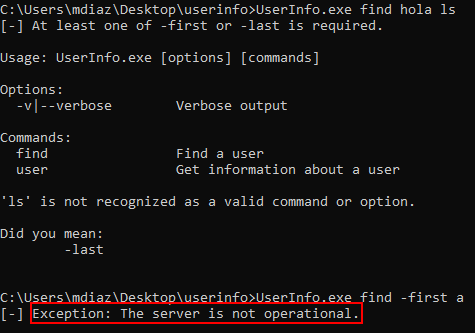 C:\Users\mdiaz\Desktop\userinfo>UserInfo.exe find hola ls
[-] At least one of -first or -last is required.
Usage: UserInfo.exe [options] [commands]
Options:
-v|--verbose Verbose output
Commands:
find Find a user
user Get information about a user
'ls' is not recognized as a valid command or option.
Did you mean:
-last
C:\Users\mdiaz\Desktop\userinfo>UserInfo.exe find -first a
[-] Exception: The server is not operational.